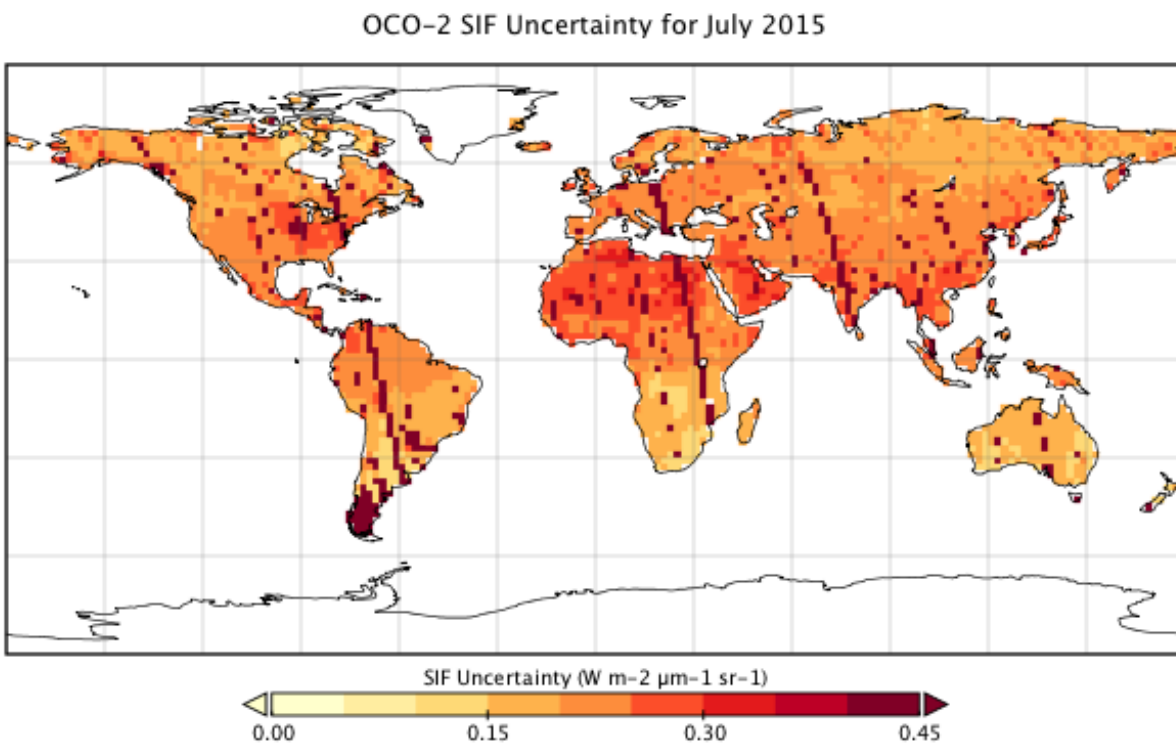 OCO-2 SIF Uncertainty for July 2015
SIF Uncertainty (W m-2 µm-1 sr-1)
0.00 0.15 0.30 0.45